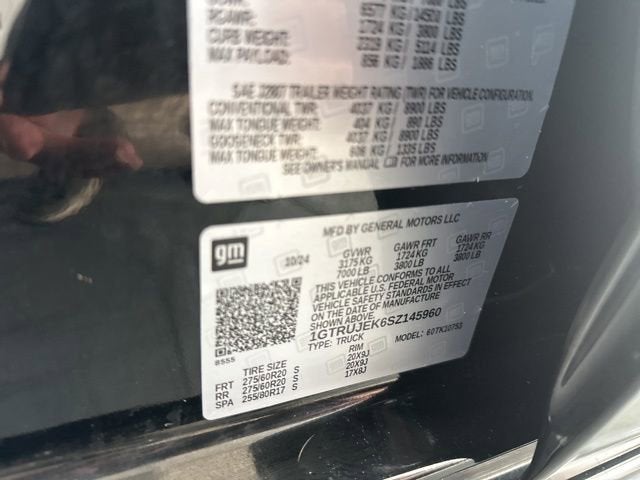 RGAWR: 6577 KG / 14500 LBS
CURB WEIGHT: 1724 KG / 3800 LBS
MAX PAYLOAD: 2319 KG / 5114 LBS
856 KG / 1886 LBS
SAE J2807 TRAILER WEIGHT RATING (TWR) FOR VEHICLE CONFIGURATION.
CONVENTIONAL TWR: 4037 KG / 8900 LBS
MAX TONGUE WEIGHT: 404 KG / 890 LBS
GOOSENECK TWR: 4037 KG / 8900 LBS
MAX TONGUE WEIGHT: 606 KG / 1335 LBS
SEE OWNER'S MANUAL FOR MORE INFORMATION
MFD BY GENERAL MOTORS LLC
gm
10/24 GVWR GAWR FRT GAWR RR
3175 KG 1724 KG 1724 KG
7000 LB 3800 LB 3800 LB
THIS VEHICLE CONFORMS TO ALL
APPLICABLE U.S. FEDERAL MOTOR
VEHICLE SAFETY STANDARDS IN EFFECT
ON THE DATE OF MANUFACTURE
SHOWN ABOVE.
1GTRUJEK6SZ145960
TYPE: TRUCK MODEL: 60TK10753
8555
TIRE SIZE RIM
FRT 275/60R20 S 20X9J
RR 275/60R20 S 20X9J
SPA 255/80R17 S 17X8J